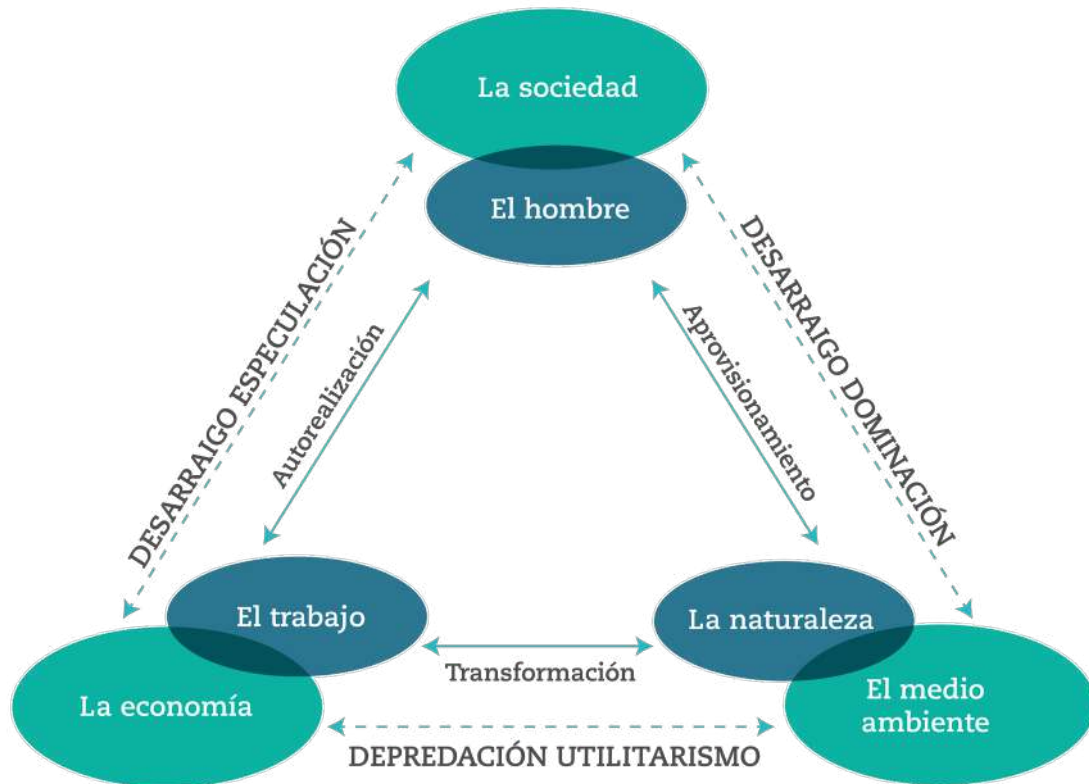 La sociedad
El hombre
DESARRAIGO ESPECULACIÓN
Autorealización
Aprovisionamiento
DESARRAIGO DOMINACIÓN
El trabajo
La naturaleza
Transformación
La economía
El medio
ambiente
DEPREDACIÓN UTILITARISMO